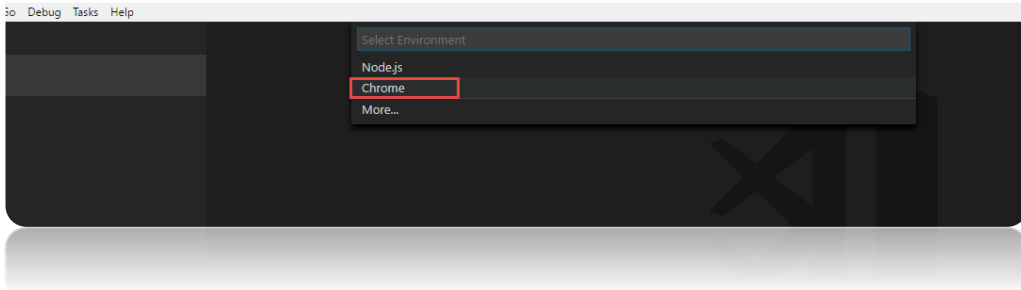 Go Debug Tasks Help
Select Environment
Node.js
Chrome
More...